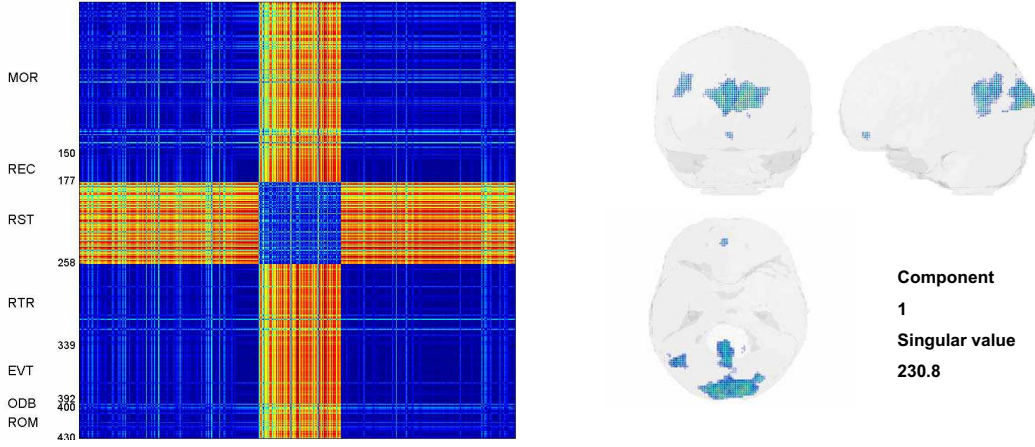 MOR
150
REC
177
RST
258
RTR
339
EVT
392
ODB
400
ROM
430
Component
1
Singular value
230.8